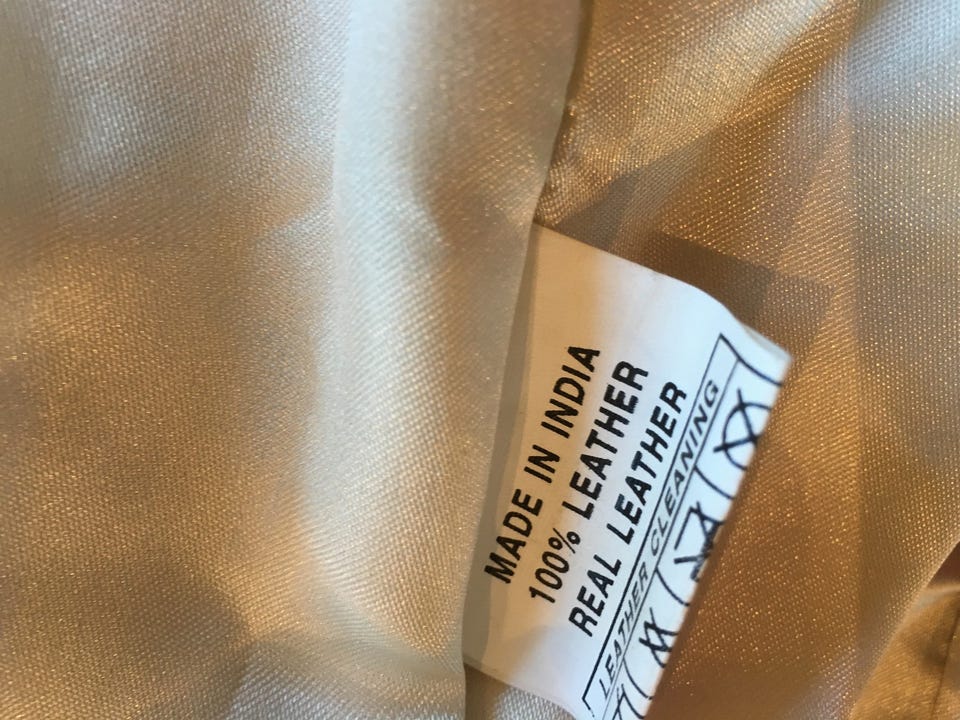 MADE IN INDIA
100% LEATHER
REAL LEATHER
LEATHER CLEANING